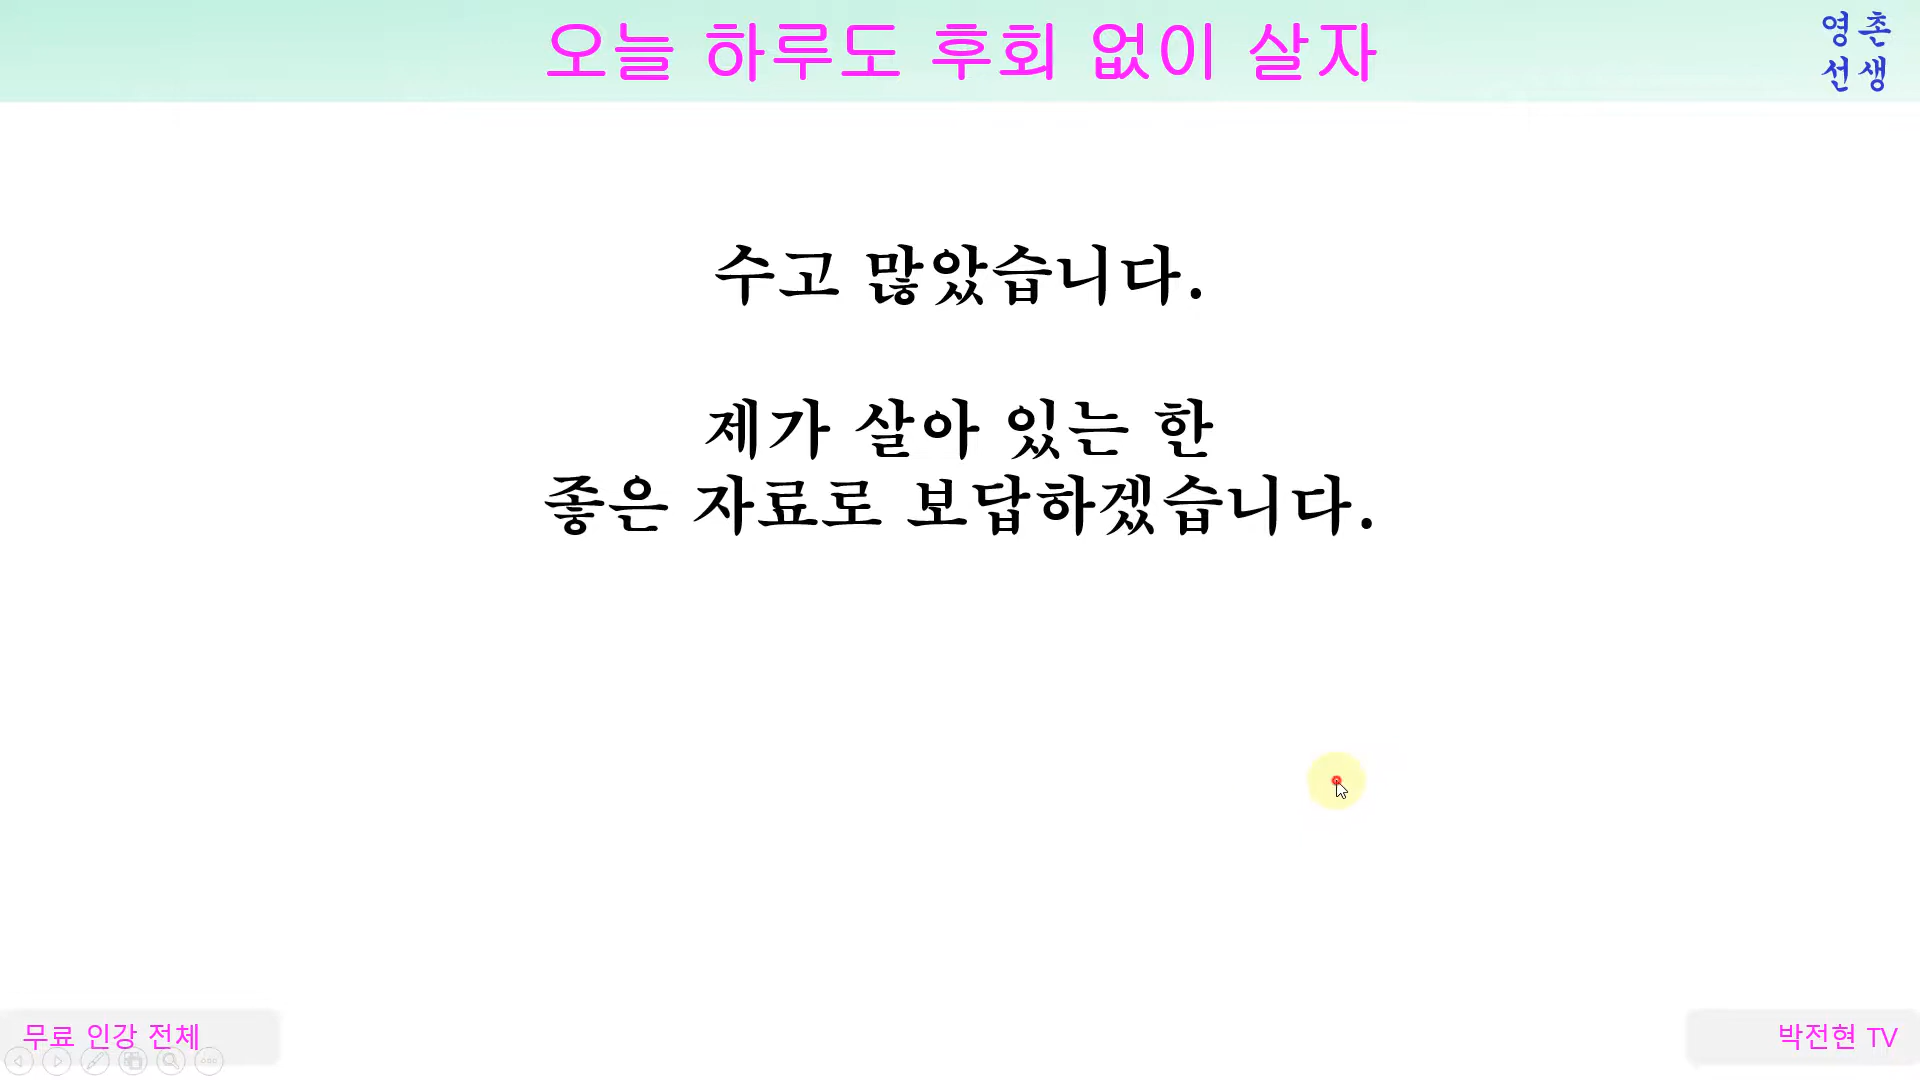 오늘 하루도 후회 없이 살자
영촌
선생
수고 많았습니다.
제가 살아 있는 한
좋은 자료로 보답하겠습니다.
무료 인강 전체
박전현 TV